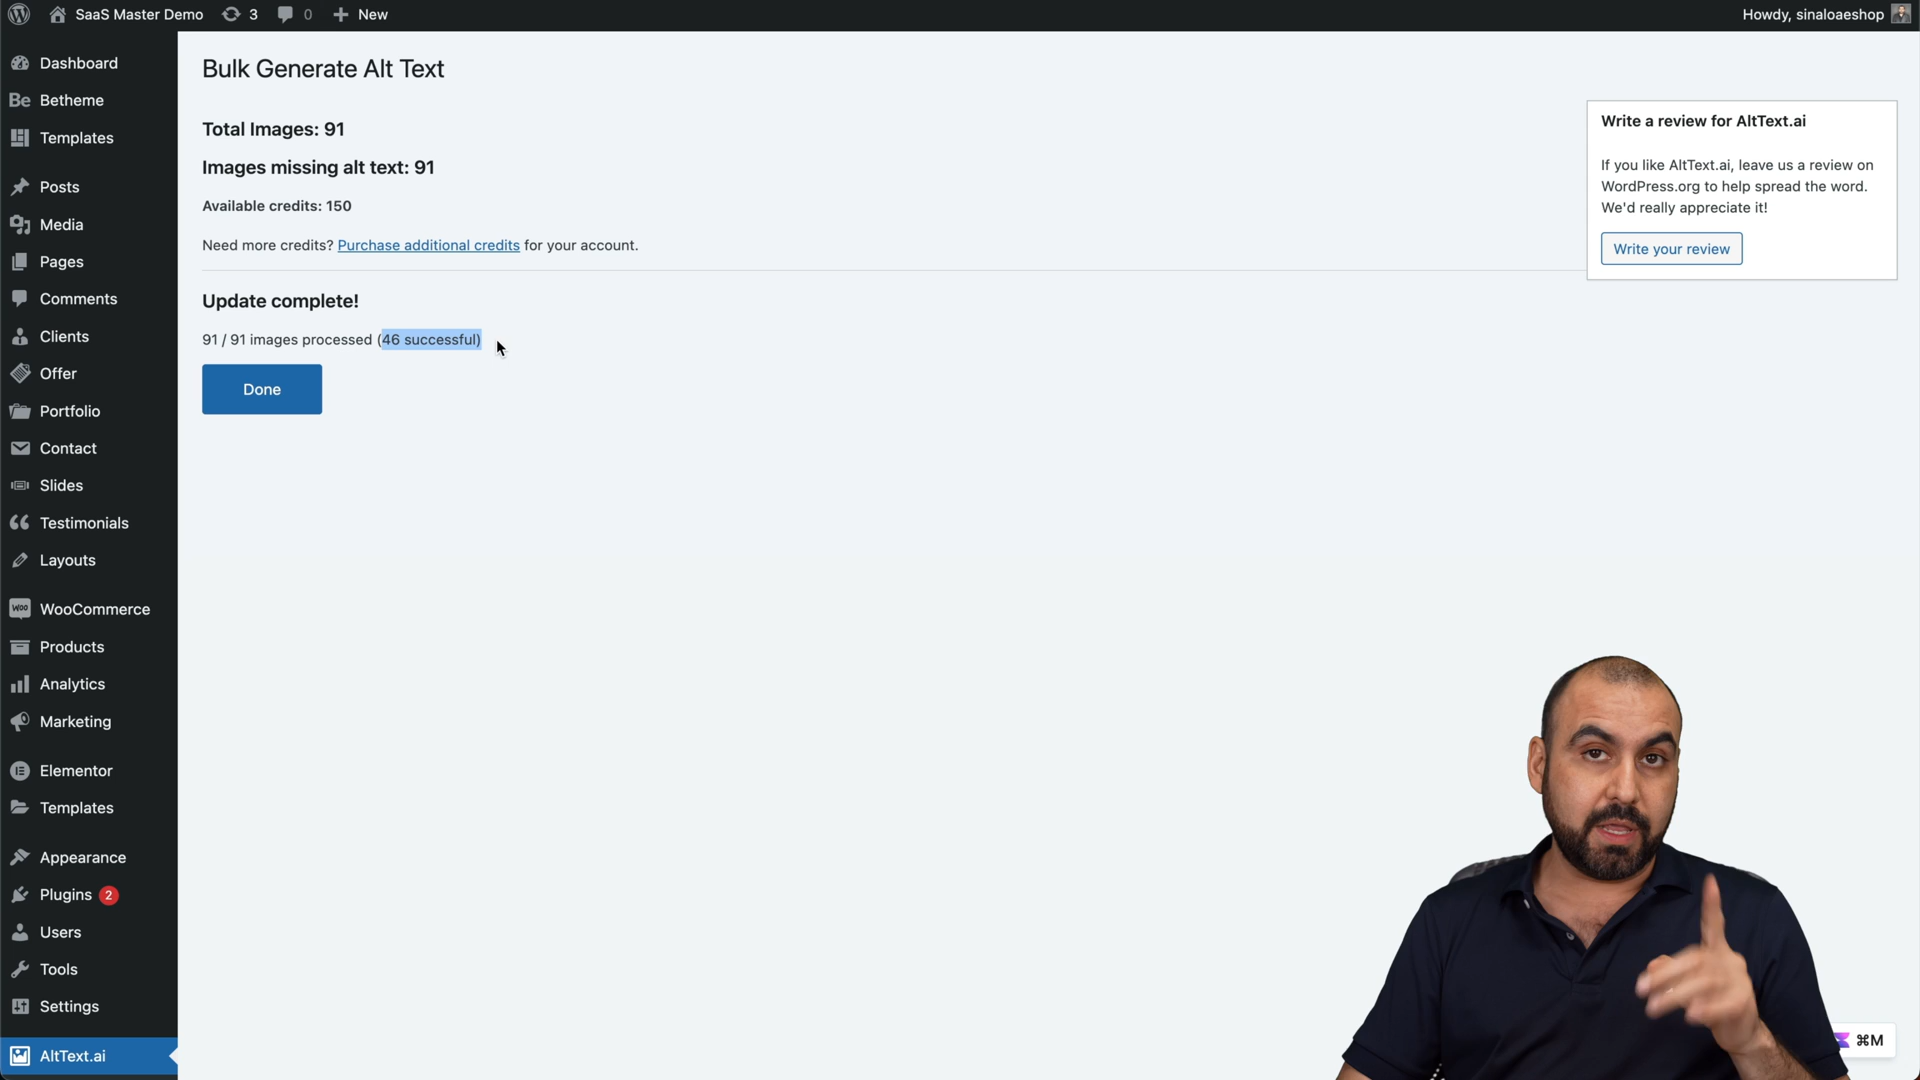 SaaS Master Demo 3 0 New
Howdy, sinaloaeshop
Dashboard
Be Betheme
Templates
Posts
Media
Pages
Comments
Clients
Offer
Portfolio
Contact
Slides
Testimonials
Layouts
Woo WooCommerce
Products
Analytics
Marketing
Elementor
Templates
Appearance
Plugins 2
Users
Tools
Settings
AltText.ai
Bulk Generate Alt Text
Total Images: 91
Images missing alt text: 91
Available credits: 150
Need more credits? Purchase additional credits for your account.
Update complete!
91 / 91 images processed (46 successful)
Done
Write a review for AltText.ai
If you like AltText.ai, leave us a review on
WordPress.org to help spread the word.
We'd really appreciate it!
Write your review
⌘M